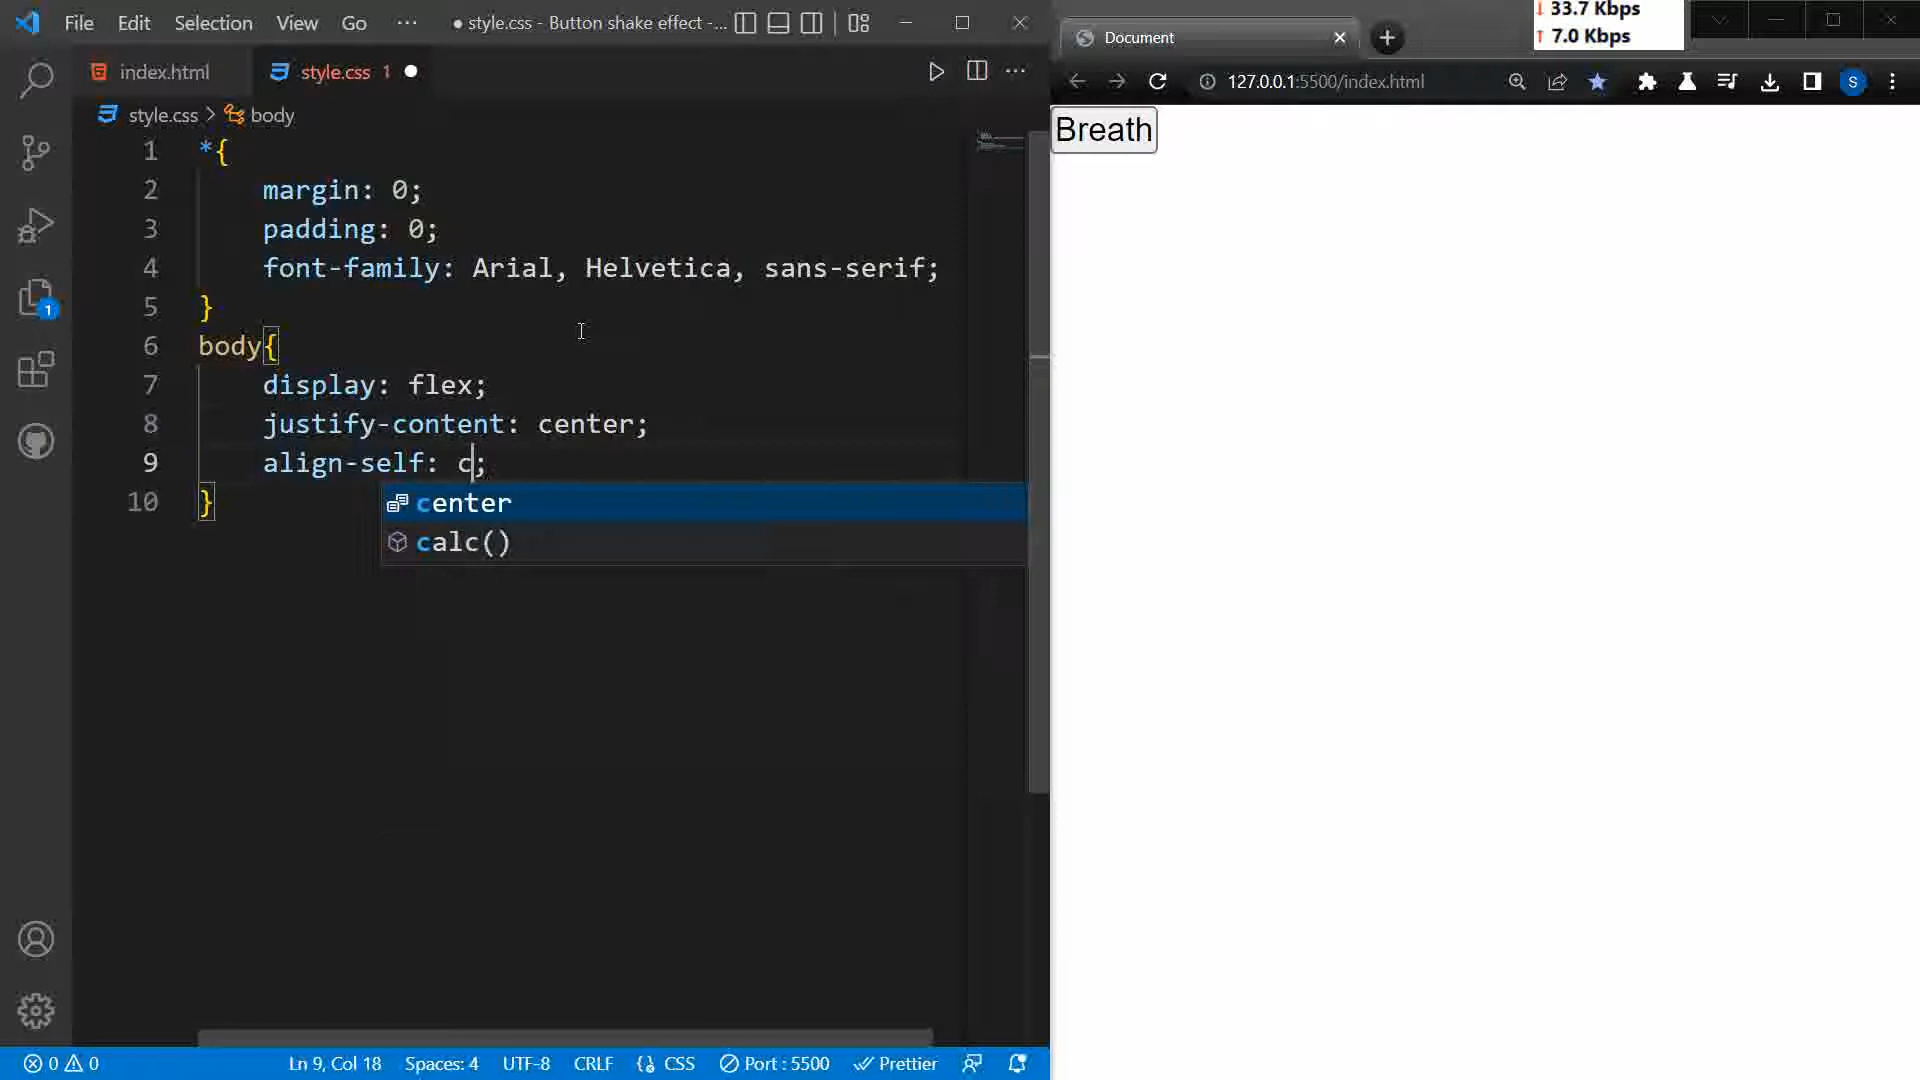 File Edit Selection View Go ··· ● style.css - Button shake effect -...
index.html style.css 1 ●
style.css > body
1 *{
2 margin: 0;
3 padding: 0;
4 font-family: Arial, Helvetica, sans-serif;
5 }
6 body{
7 display: flex;
8 justify-content: center;
9 align-self: c;
10 }
center
calc()
1
0 0 Ln 9, Col 18 Spaces: 4 UTF-8 CRLF {} CSS Port : 5500 Prettier
↓ 33.7 Kbps
↑ 7.0 Kbps
Document
127.0.0.1:5500/index.html S
Breath